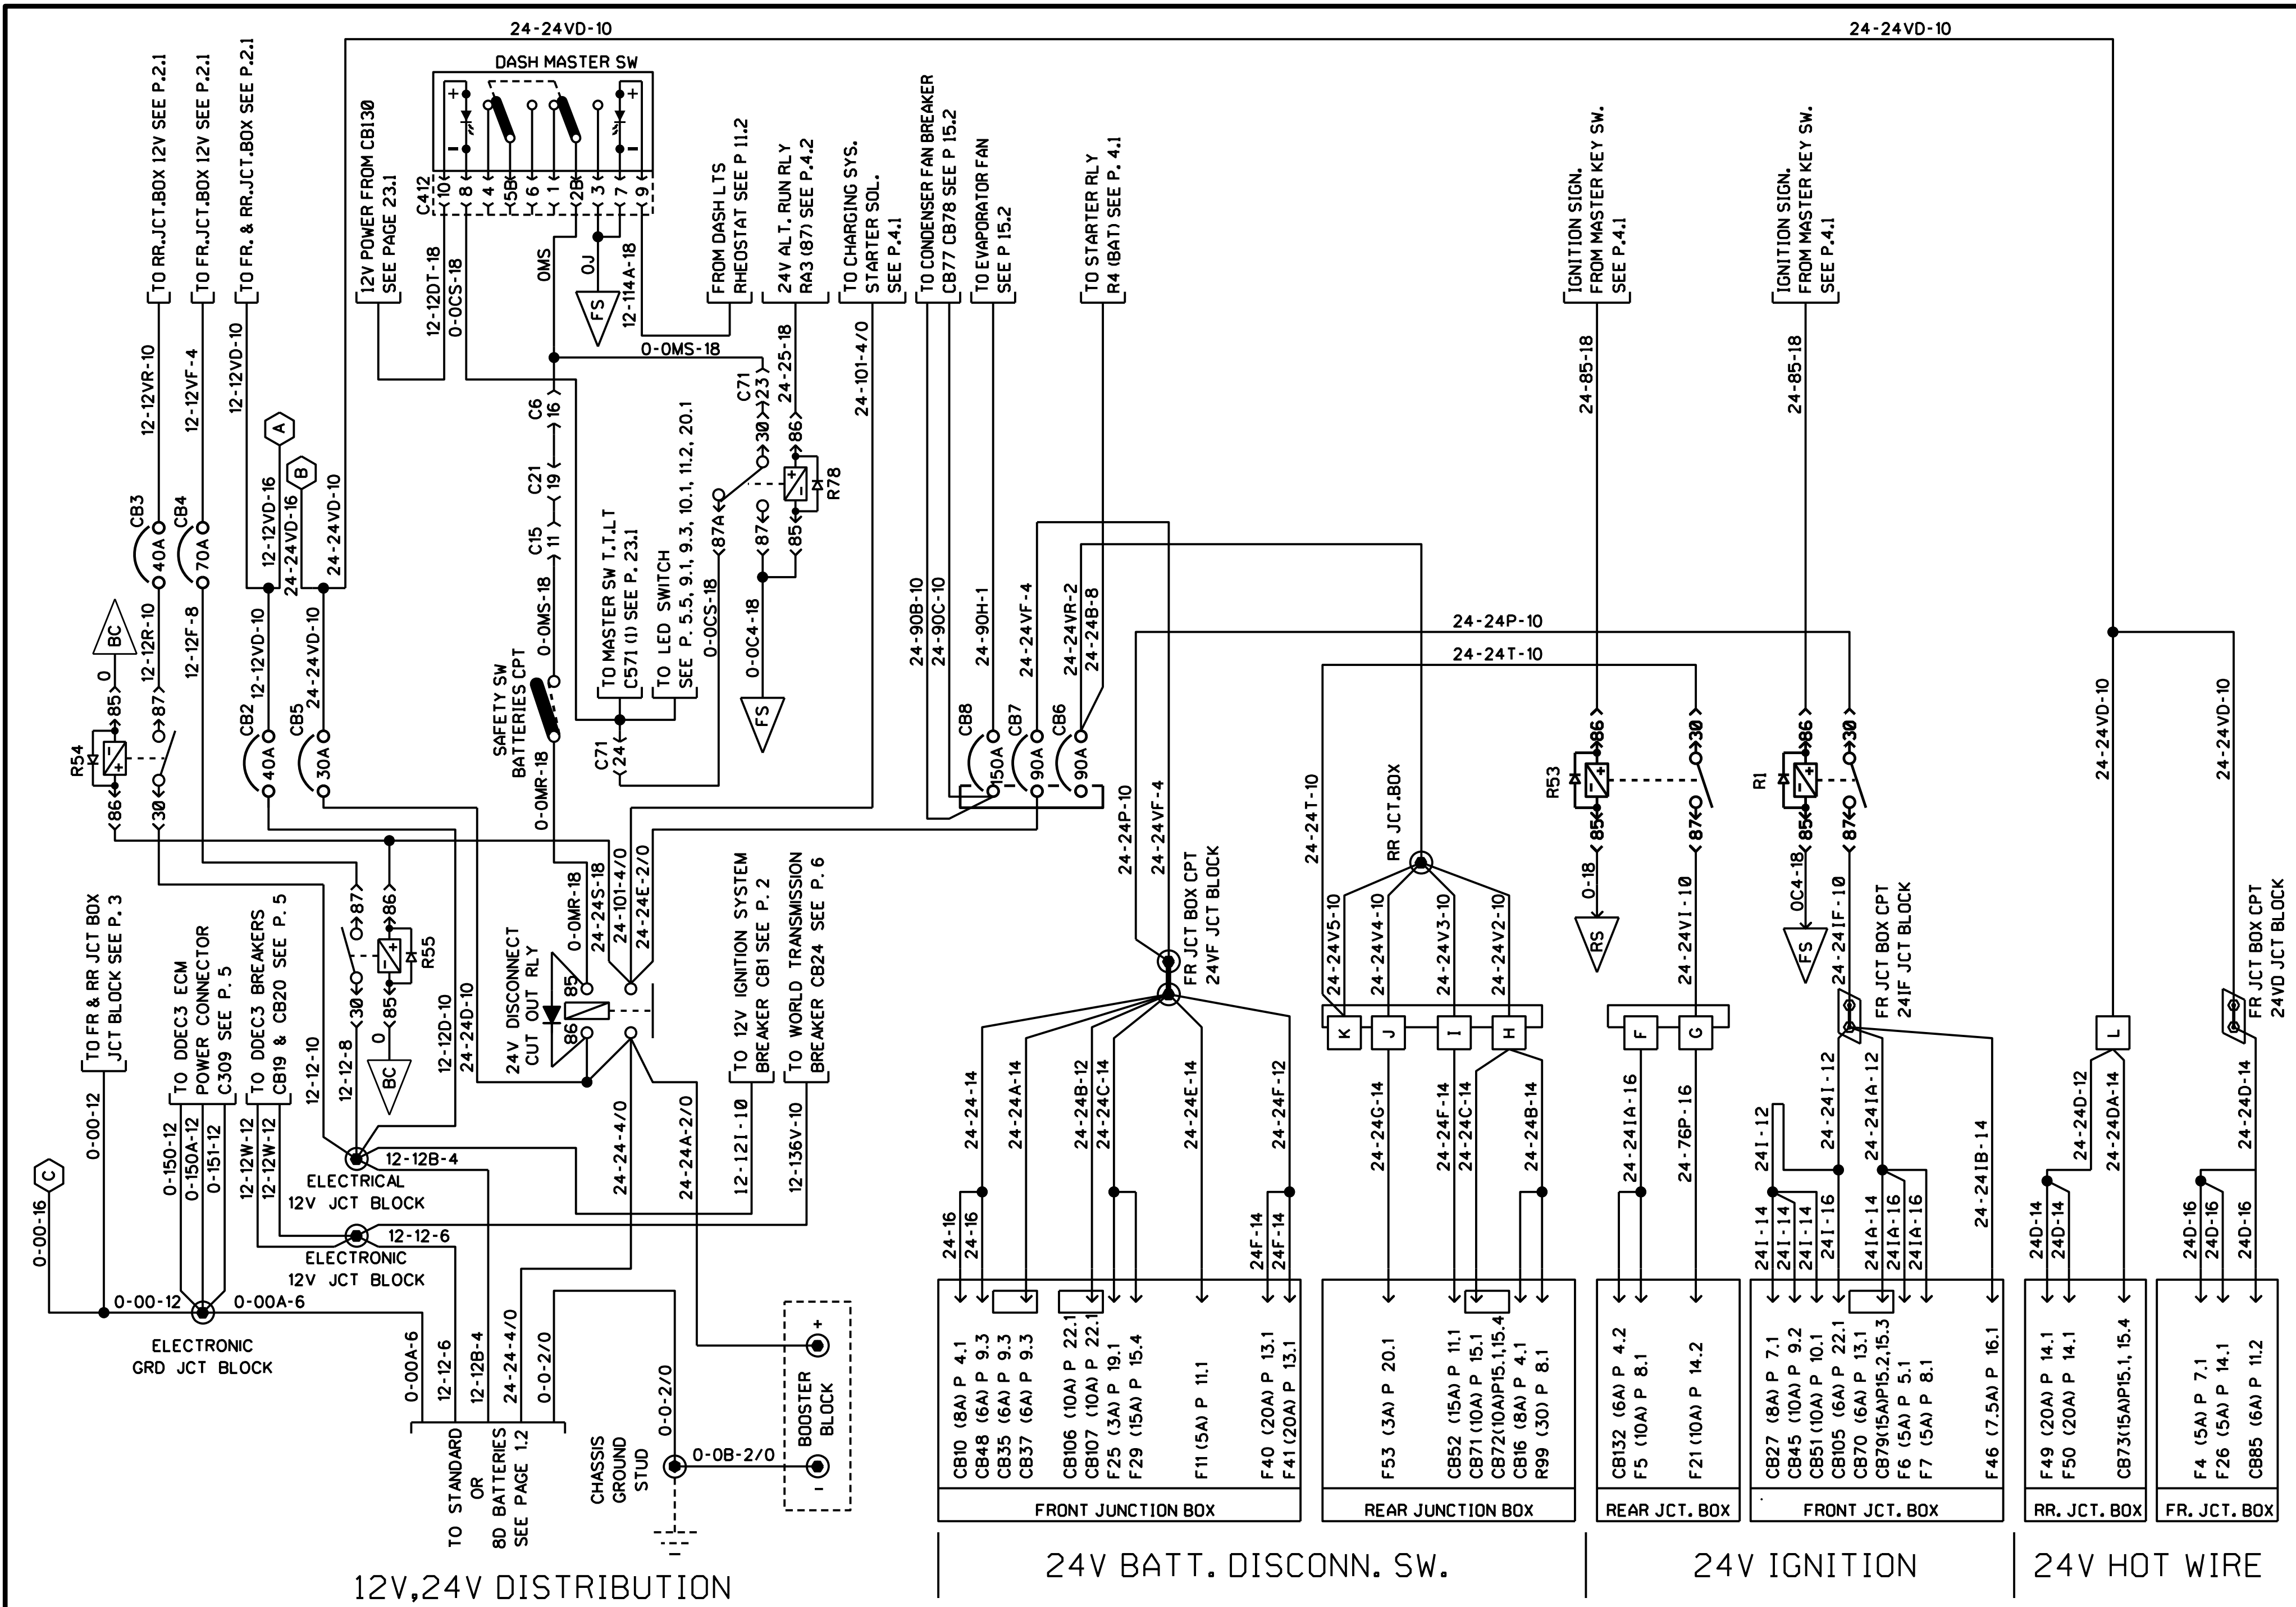 24-24VD-10
24-24VD-10
DASH MASTER SW
TO RR.JCT.BOX 12V SEE P.2.1
TO FR.JCT.BOX 12V SEE P.2.1
TO FR. & RR.JCT.BOX SEE P.2.1
12V POWER FROM CB130
SEE PAGE 23.1
C412
10
8
4
5B
6
1
2B
3
7
9
+
-
+
-
12-12DT-18
0-0CS-18
0MS
0J
FS
12-114A-18
FROM DASH LTS
RHEOSTAT SEE P 11.2
24V ALT. RUN RLY
RA3 (87) SEE P.4.2
TO CHARGING SYS.
STARTER SOL.
SEE P.4.1
TO CONDENSER FAN BREAKER
CB77 CB78 SEE P 15.2
TO EVAPORATOR FAN
SEE P 15.2
TO STARTER RLY
R4 (BAT) SEE P. 4.1
IGNITION SIGN.
FROM MASTER KEY SW.
SEE P.4.1
IGNITION SIGN.
FROM MASTER KEY SW.
SEE P.4.1
12-12VR-10
12-12VF-4
12-12VD-10
A
B
12-12VD-16
24-24VD-16
24-24VD-10
0-0MS-18
C71
23
24-25-18
24-101-4/0
24-85-18
24-85-18
C6
16
C21
19
C15
11
30
86
87A
87
85
R78
CB3
40A
CB4
70A
BC
0
12-12R-10
12-12F-8
12-12VD-10
24-24VD-10
0-0MS-18
SAFETY SW
BATTERIES CPT
TO MASTER SW T.T.LT
C571 (1) SEE P. 23.1
TO LED SWITCH
SEE P. 5.5, 9.1, 9.3, 10.1, 11.2, 20.1
0-0CS-18
0-0C4-18
FS
24-90B-10
24-90C-10
24-90H-1
24-24VF-4
24-24VR-2
24-24B-8
24-24P-10
24-24T-10
R54
85
86
87
30
CB2
40A
CB5
30A
C71
24
0-0MR-18
CB8
150A
CB7
90A
CB6
90A
24-24P-10
24-24VF-4
24-24T-10
RR JCT.BOX
R53
86
85
30
87
R1
86
85
30
87
24-24VD-10
24-24VD-10
TO FR & RR JCT BOX
JCT BLOCK SEE P. 3
TO DDEC3 ECM
POWER CONNECTOR
C309 SEE P. 5
TO DDEC3 BREAKERS
CB19 & CB20 SEE P. 5
87
30
86
85
R55
0
BC
12-12-10
12-12-8
12-12D-10
24-24D-10
24V DISCONNECT
CUT OUT RLY
85
86
0-0MR-18
24-24S-18
24-101-4/0
24-24E-2/0
TO 12V IGNITION SYSTEM
BREAKER CB1 SEE P. 2
TO WORLD TRANSMISSION
BREAKER CB24 SEE P. 6
FR JCT BOX CPT
24VF JCT BLOCK
24-24V5-10
24-24V4-10
24-24V3-10
24-24V2-10
0-18
RS
24-24VI-10
0C4-18
FS
24-24IF-10
FR JCT BOX CPT
24IF JCT BLOCK
FR JCT BOX CPT
24VD JCT BLOCK
K
J
I
H
F
G
L
C
0-00-16
0-00-12
0-150-12
0-150A-12
0-151-12
12-12W-12
12-12W-12
12-12B-4
ELECTRICAL
12V JCT BLOCK
12-12-6
ELECTRONIC
12V JCT BLOCK
24-24-4/0
24-24A-2/0
12-12I-10
12-136V-10
24-24-14
24-24A-14
24-24B-12
24-24C-14
24-24E-14
24-24F-12
24-24G-14
24-24F-14
24-24C-14
24-24B-14
24-24IA-16
24-76P-16
24I-12
24-24I-12
24-24IA-12
24-24IB-14
24-24D-12
24-24DA-14
24-24D-14
24-16
24-16
24F-14
24F-14
24I-14
24I-14
24I-14
24I-16
24IA-14
24IA-16
24IA-16
24D-14
24D-14
24D-16
24D-16
24D-16
0-00-12
0-00A-6
ELECTRONIC
GRD JCT BLOCK
0-00A-6
12-12-6
12-12B-4
24-24-4/0
0-0-2/0
TO STANDARD
OR
8D BATTERIES
SEE PAGE 1.2
CHASSIS
GROUND
STUD
0-0-2/0
0-0B-2/0
BOOSTER
BLOCK
+
-
CB10 (8A) P 4.1
CB48 (6A) P 9.3
CB35 (6A) P 9.3
CB37 (6A) P 9.3
CB106 (10A) P 22.1
CB107 (10A) P 22.1
F25 (3A) P 19.1
F29 (15A) P 15.4
F11 (5A) P 11.1
F40 (20A) P 13.1
F41 (20A) P 13.1
FRONT JUNCTION BOX
F53 (3A) P 20.1
CB52 (15A) P 11.1
CB71 (10A) P 15.1
CB72(10A)P15.1,15.4
CB16 (8A) P 4.1
R99 (30) P 8.1
REAR JUNCTION BOX
CB132 (6A) P 4.2
F5 (10A) P 8.1
F21 (10A) P 14.2
REAR JCT. BOX
CB27 (8A) P 7.1
CB45 (10A) P 9.2
CB51 (10A) P 10.1
CB105 (6A) P 22.1
CB70 (6A) P 13.1
CB79(15A)P15.2,15.3
F6 (5A) P 5.1
F7 (5A) P 8.1
F46 (7.5A) P 16.1
FRONT JCT. BOX
F49 (20A) P 14.1
F50 (20A) P 14.1
CB73(15A)P15.1, 15.4
RR. JCT. BOX
F4 (5A) P 7.1
F26 (5A) P 14.1
CB85 (6A) P 11.2
FR. JCT. BOX
12V,24V DISTRIBUTION
24V BATT. DISCONN. SW.
24V IGNITION
24V HOT WIRE